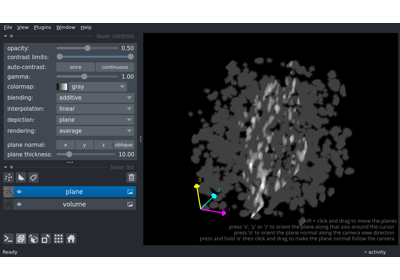 File View Plugins Window Help
layer controls
opacity: 0.50
contrast limits:
auto-contrast: once continuous
gamma: 1.00
colormap: gray
blending: additive
interpolation: linear
depiction: plane
rendering: average
plane normal: x y z oblique
plane thickness: 10.00
layer list
plane
volume
shift + click and drag to move the planes
press 'x', 'y' or 'z' to orient the plane along that axis around the cursor
press 'o' to orient the plane normal along the camera view direction
press and hold 'o' then click and drag to make the plane normal follow the camera
Ready
activity